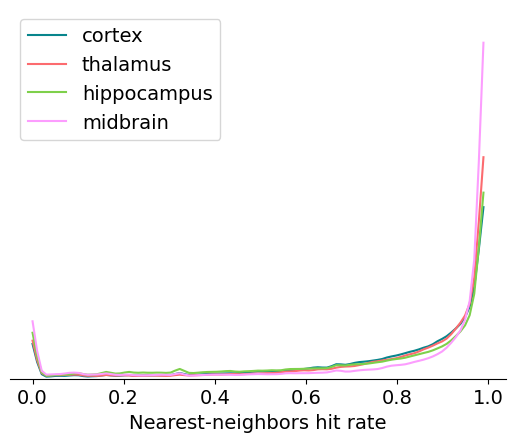 cortex
thalamus
hippocampus
midbrain
0.0 0.2 0.4 0.6 0.8 1.0
Nearest-neighbors hit rate